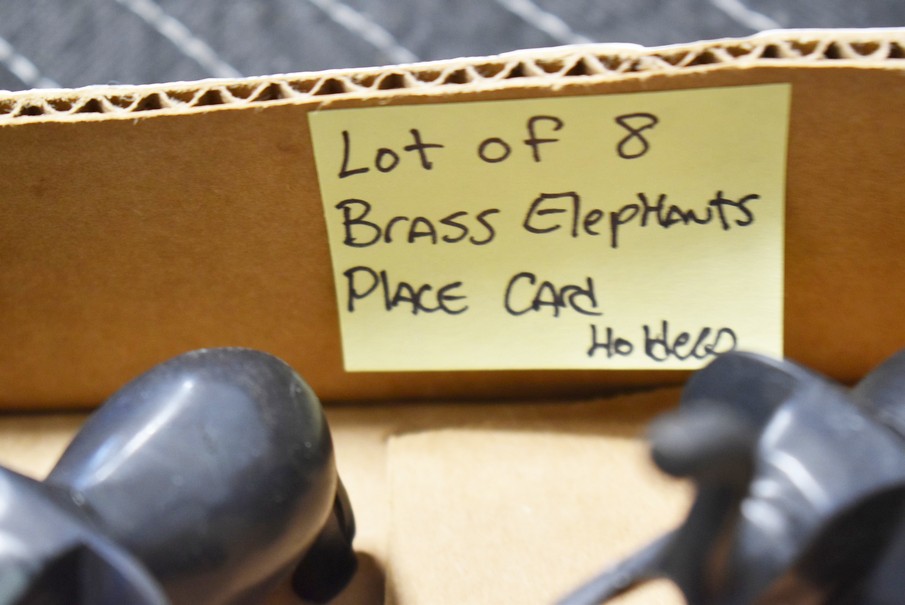 Lot of 8
Brass Elephants
Place Card
Holders